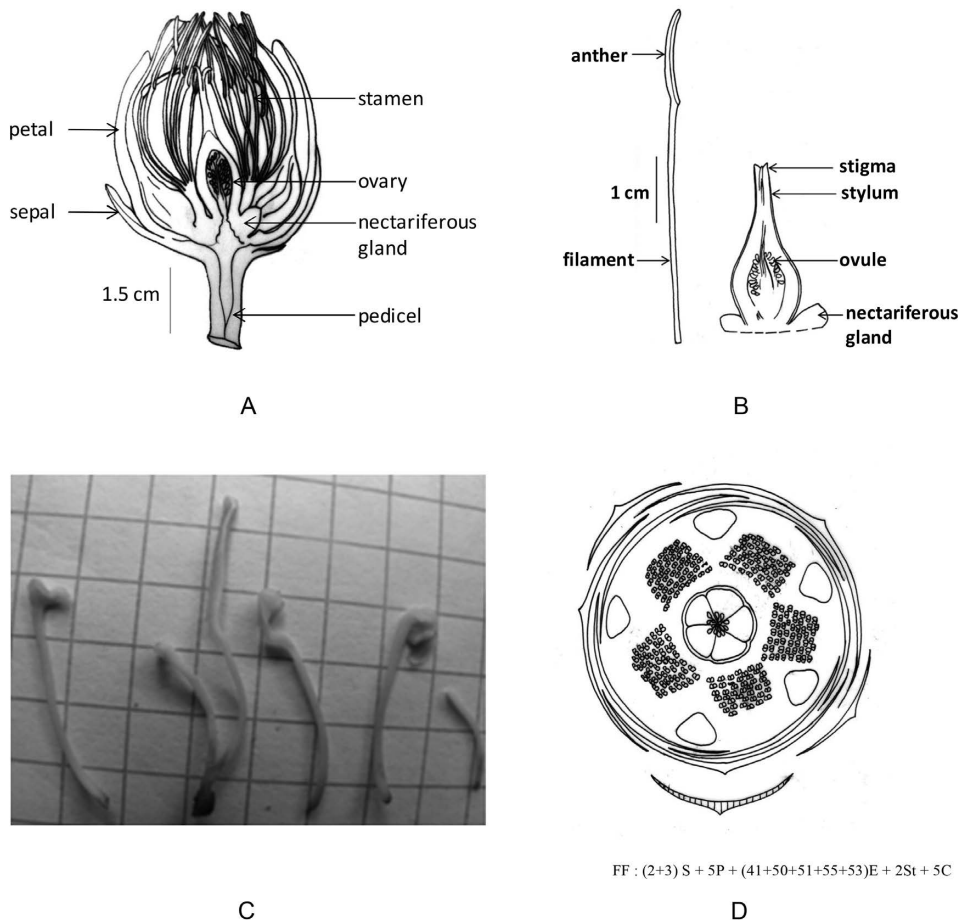 petal
sepal
1.5 cm
stamen
ovary
nectariferous
gland
pedicel
A
anther
1 cm
filament
stigma
stylum
ovule
nectariferous
gland
B
C
FF : (2+3) S + 5P + (41+50+51+55+53)E + 2St + 5C
D